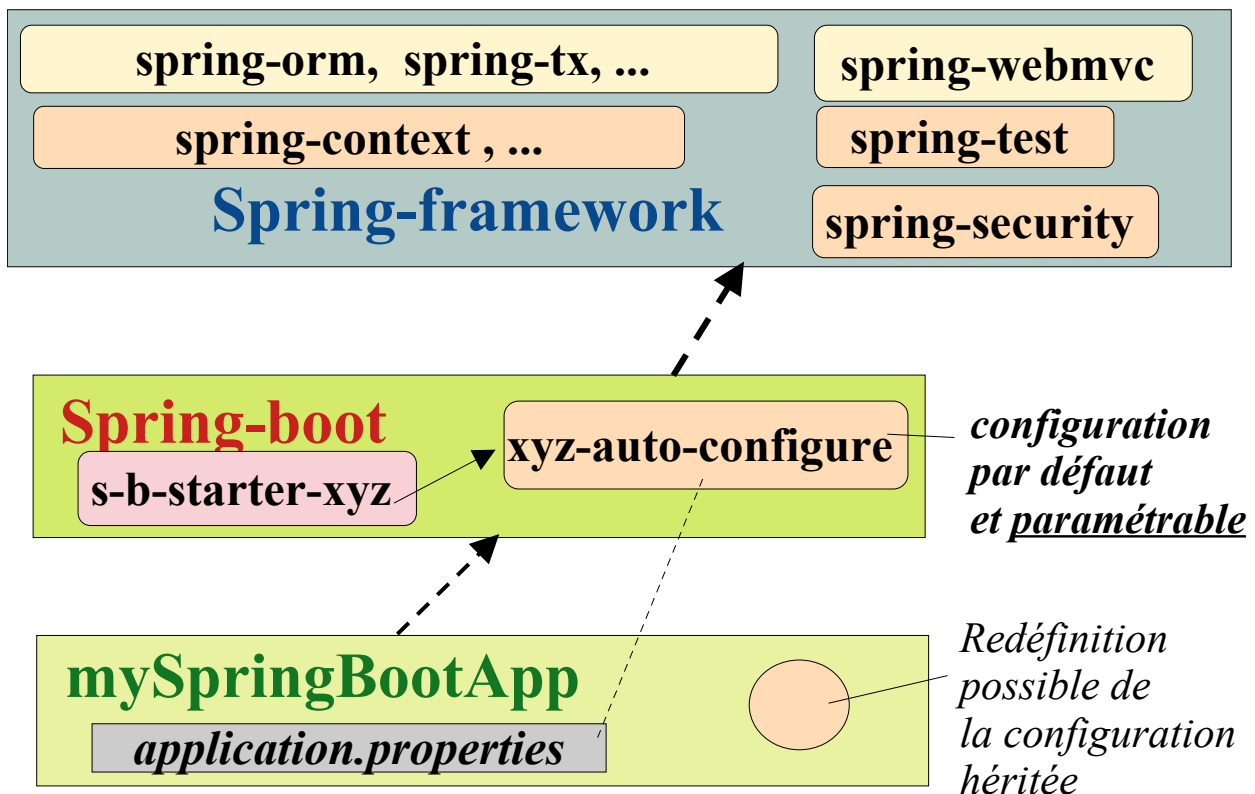 spring-orm, spring-tx, ...
spring-webmvc
spring-context , ...
spring-test
Spring-framework
spring-security
Spring-boot
xyz-auto-configure
s-b-starter-xyz
configuration
par défaut
et paramétrable
mySpringBootApp
application.properties
Redéfinition
possible de
la configuration
héritée